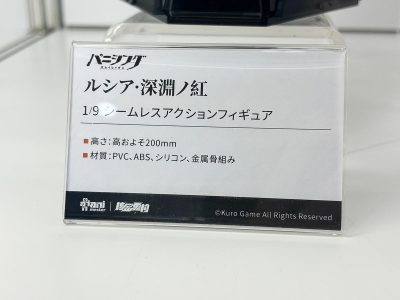 パニシング
ルシア・深淵ノ紅
1/9 シームレスアクションフィギュア
■高さ：高およそ200mm
■材質：PVC、ABS、シリコン、金属骨組み
©Kuro Game All Rights Reserved